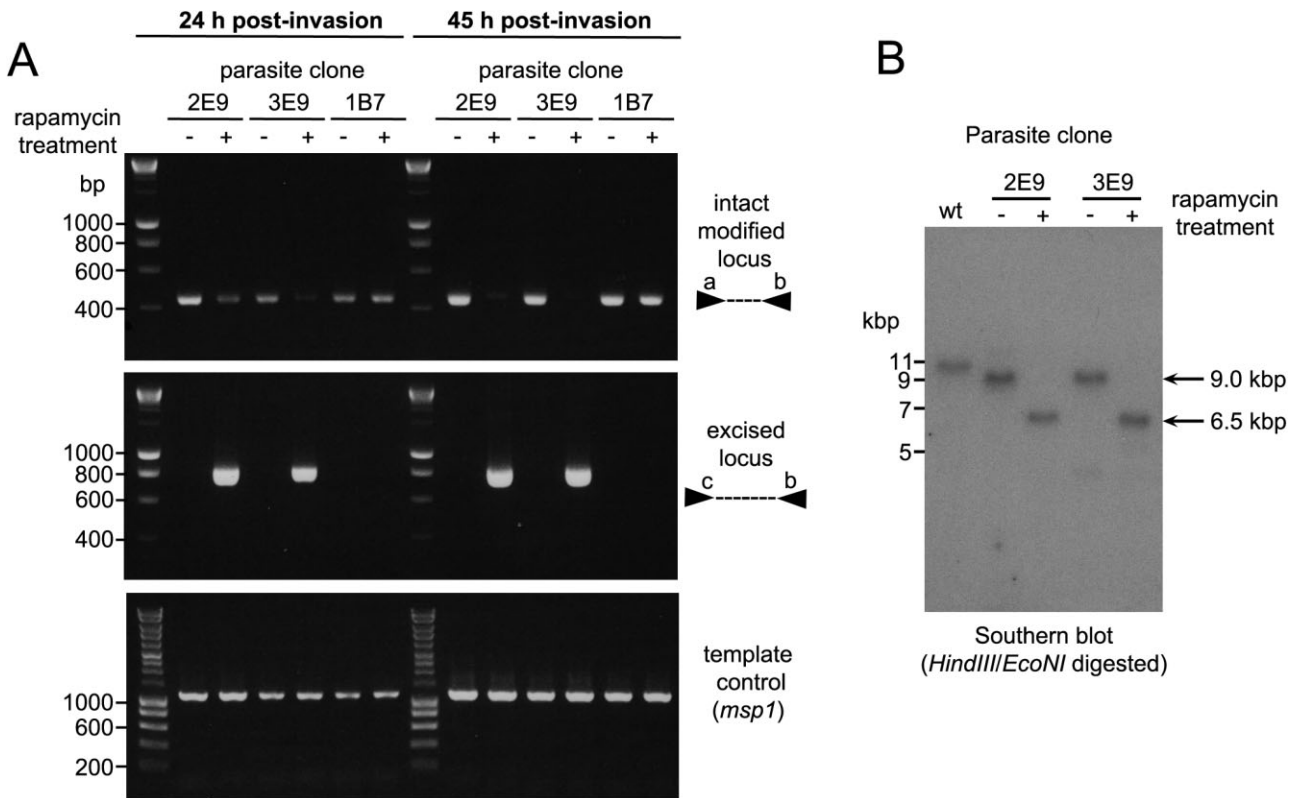 24 h post-invasion 45 h post-invasion
A
parasite clone parasite clone
2E9 3E9 1B7 2E9 3E9 1B7
rapamycin
treatment
- + - + - + - + - + - +
bp
1000
800
600
400
intact
modified
locus
a b
1000
800
600
400
excised
locus
c b
1000
600
200
template
control
(msp1)
B
Parasite clone
2E9 3E9
wt - + - +
rapamycin
treatment
kbp
11
9
7
5
9.0 kbp
6.5 kbp
Southern blot
(HindIII/EcoNI digested)